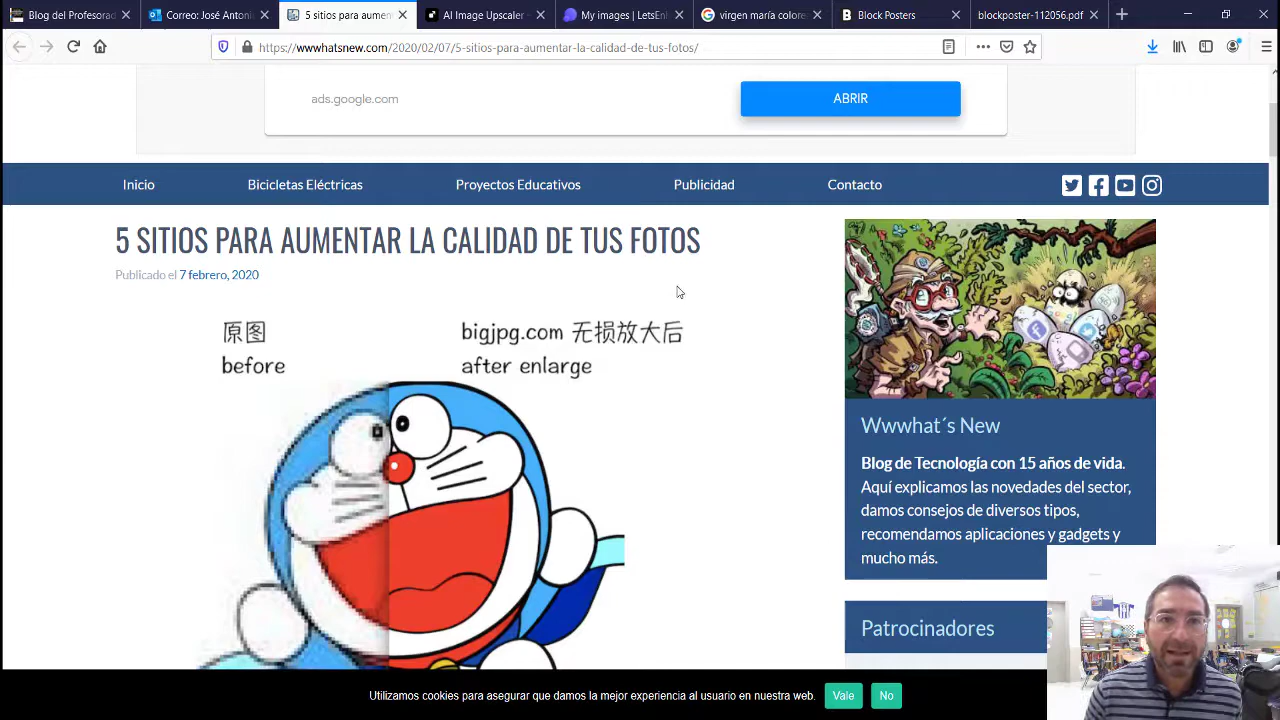 Blog del Profesorad
Correo: José Antoni
5 sitios para aumen
AI Image Upscaler -
My images | LetsEnh
virgen maría colore
Block Posters
blockposter-112056.pdf
https://wwwhatsnew.com/2020/02/07/5-sitios-para-aumentar-la-calidad-de-tus-fotos/
ads.google.com
ABRIR
Inicio
Bicicletas Eléctricas
Proyectos Educativos
Publicidad
Contacto
5 SITIOS PARA AUMENTAR LA CALIDAD DE TUS FOTOS
Publicado el 7 febrero, 2020
原图
before
bigjpg.com 无损放大后
after enlarge
Wwwhat´s New
Blog de Tecnología con 15 años de vida.
Aquí explicamos las novedades del sector,
damos consejos de diversos tipos,
recomendamos aplicaciones y gadgets y
mucho más.
Patrocinadores
Utilizamos cookies para asegurar que damos la mejor experiencia al usuario en nuestra web.
Vale
No